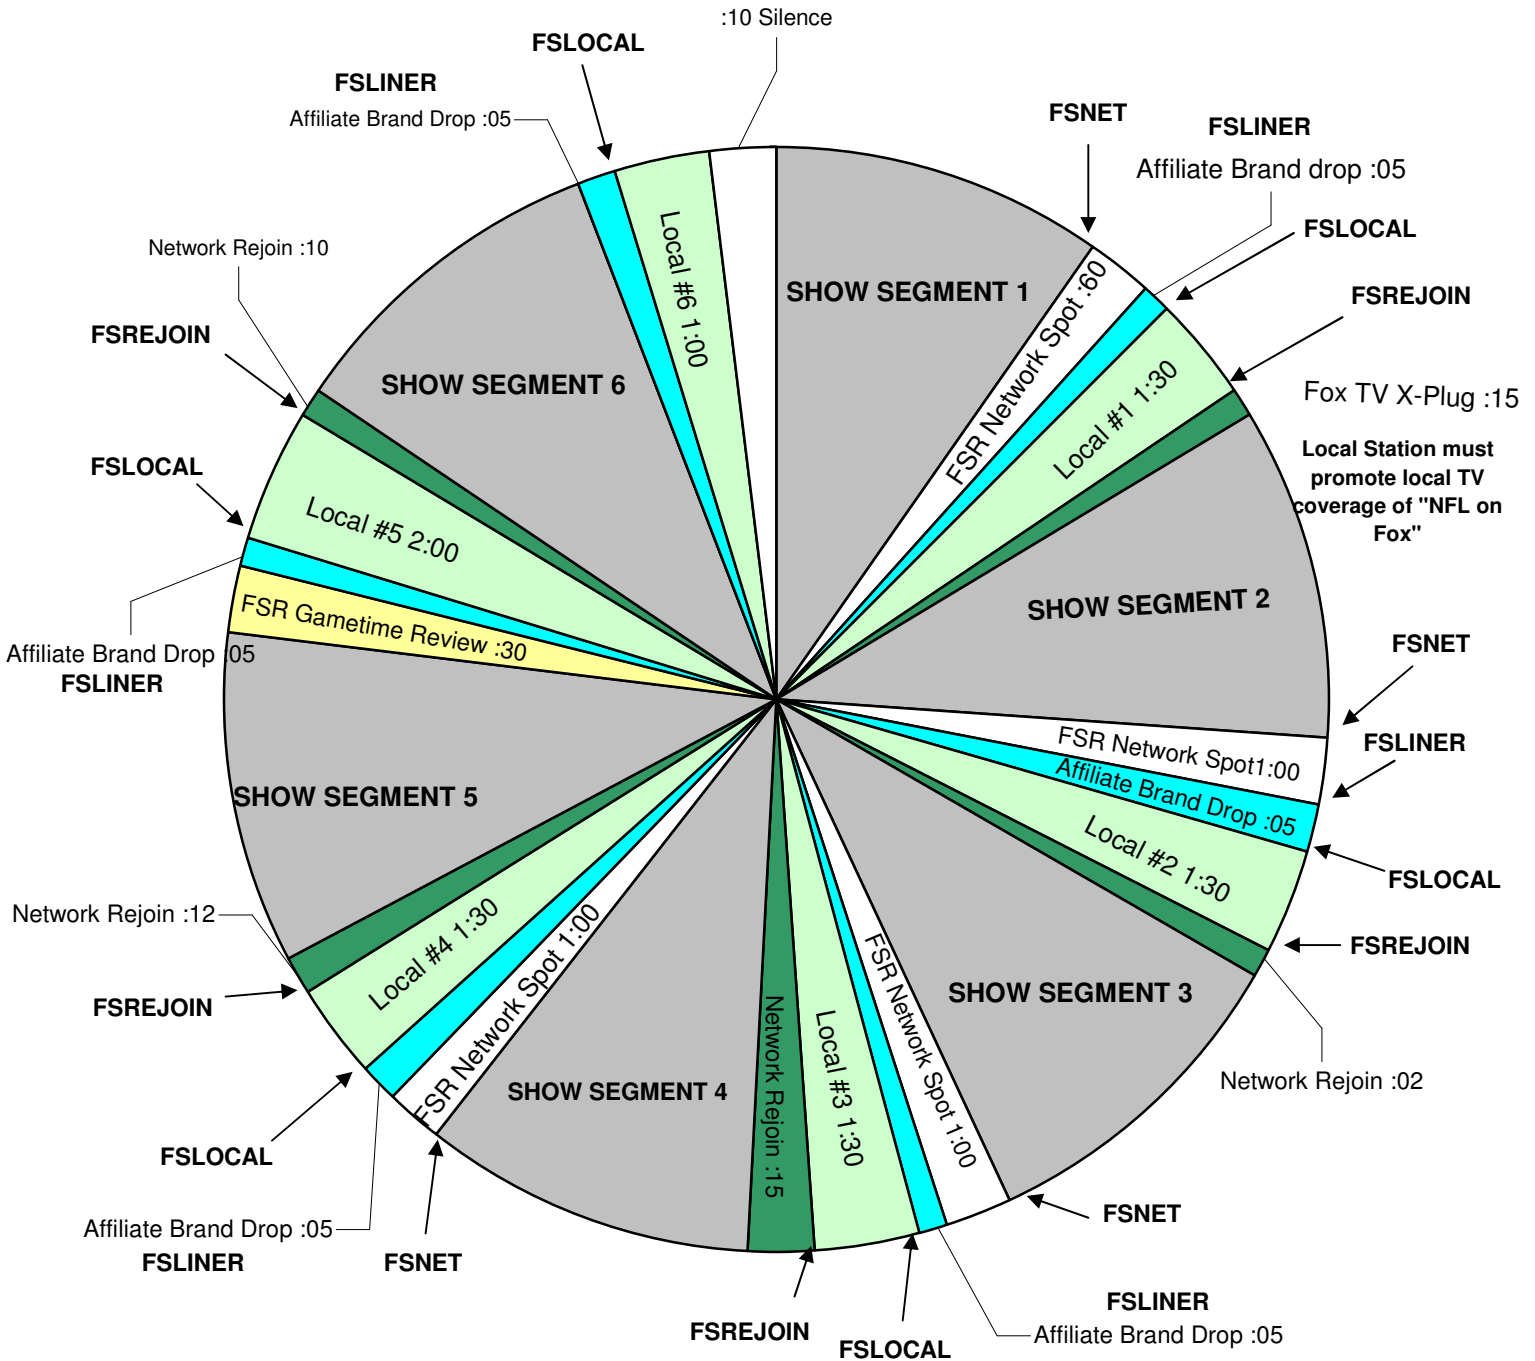 :10 Silence
FSLOCAL
FSLINER
Affiliate Brand Drop :05
FSNET
FSLINER
Affiliate Brand drop :05
FSLOCAL
FSREJOIN
Fox TV X-Plug :15
Local Station must
promote local TV
coverage of "NFL on
Fox"
SHOW SEGMENT 1
FSR Network Spot :60
Local #1 1:30
SHOW SEGMENT 2
FSNET
FSR Network Spot1:00
FSLINER
Affiliate Brand Drop :05
FSLOCAL
Local #2 1:30
FSREJOIN
Network Rejoin :02
SHOW SEGMENT 3
FSNET
FSR Network Spot 1:00
FSLINER
Affiliate Brand Drop :05
FSLOCAL
Local #3 1:30
FSREJOIN
Network Rejoin :15
SHOW SEGMENT 4
FSNET
FSR Network Spot 1:00
Affiliate Brand Drop :05
FSLINER
FSLOCAL
Local #4 1:30
FSREJOIN
Network Rejoin :12
SHOW SEGMENT 5
FSR Gametime Review :30
Affiliate Brand Drop :05
FSLINER
FSLOCAL
Local #5 2:00
FSREJOIN
Network Rejoin :10
SHOW SEGMENT 6
Local #6 1:00